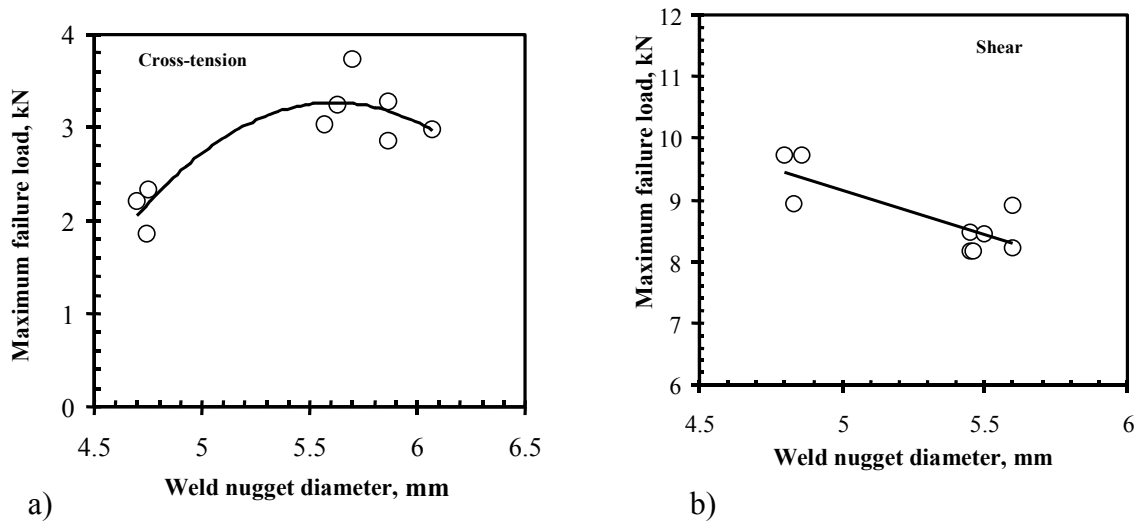 Cross-tension
4
3
2
1
0
4.5 5 5.5 6 6.5
Maximum failure load, kN
Weld nugget diameter, mm
a)
Shear
12
11
10
9
8
7
6
4.5 5 5.5 6
Maximum failure load, kN
Weld nugget diameter, mm
b)